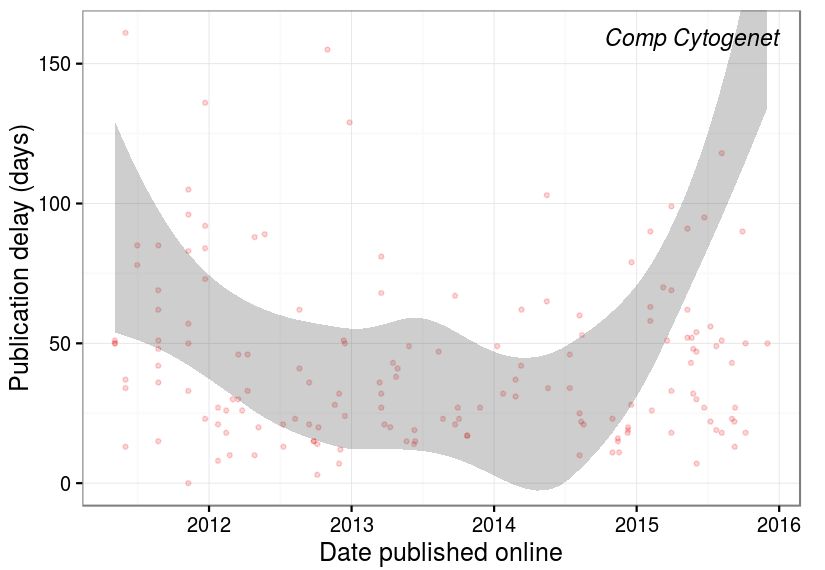 Comp Cytogenet
Publication delay (days)
150
100
50
0
2012 2013 2014 2015 2016
Date published online